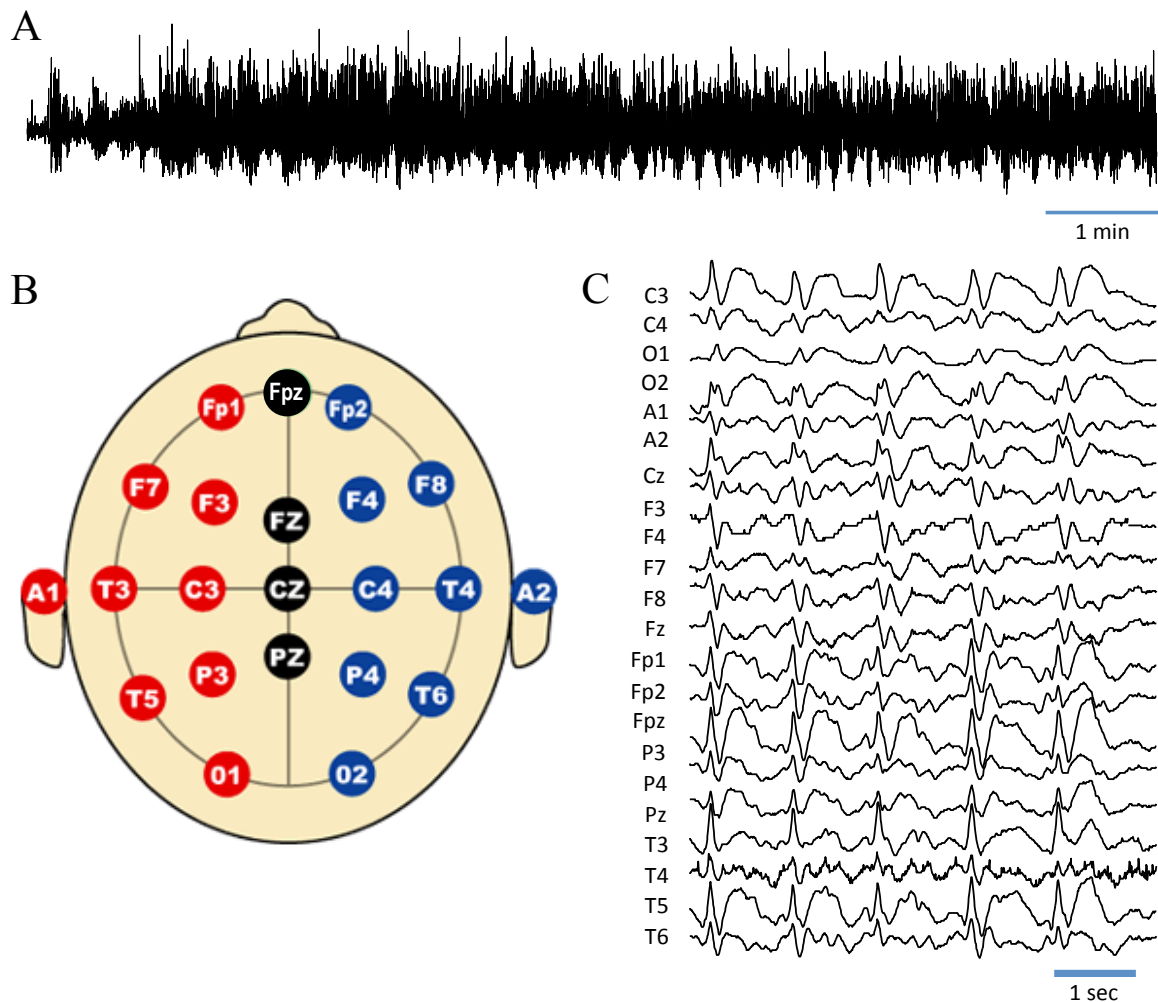 A
1 min
B
Fpz
Fp1
Fp2
F7
F3
FZ
F4
F8
A1
T3
C3
CZ
C4
T4
A2
P3
PZ
P4
T5
T6
01
02
C
C3
C4
O1
O2
A1
A2
Cz
F3
F4
F7
F8
Fz
Fp1
Fp2
Fpz
P3
P4
Pz
T3
T4
T5
T6
1 sec